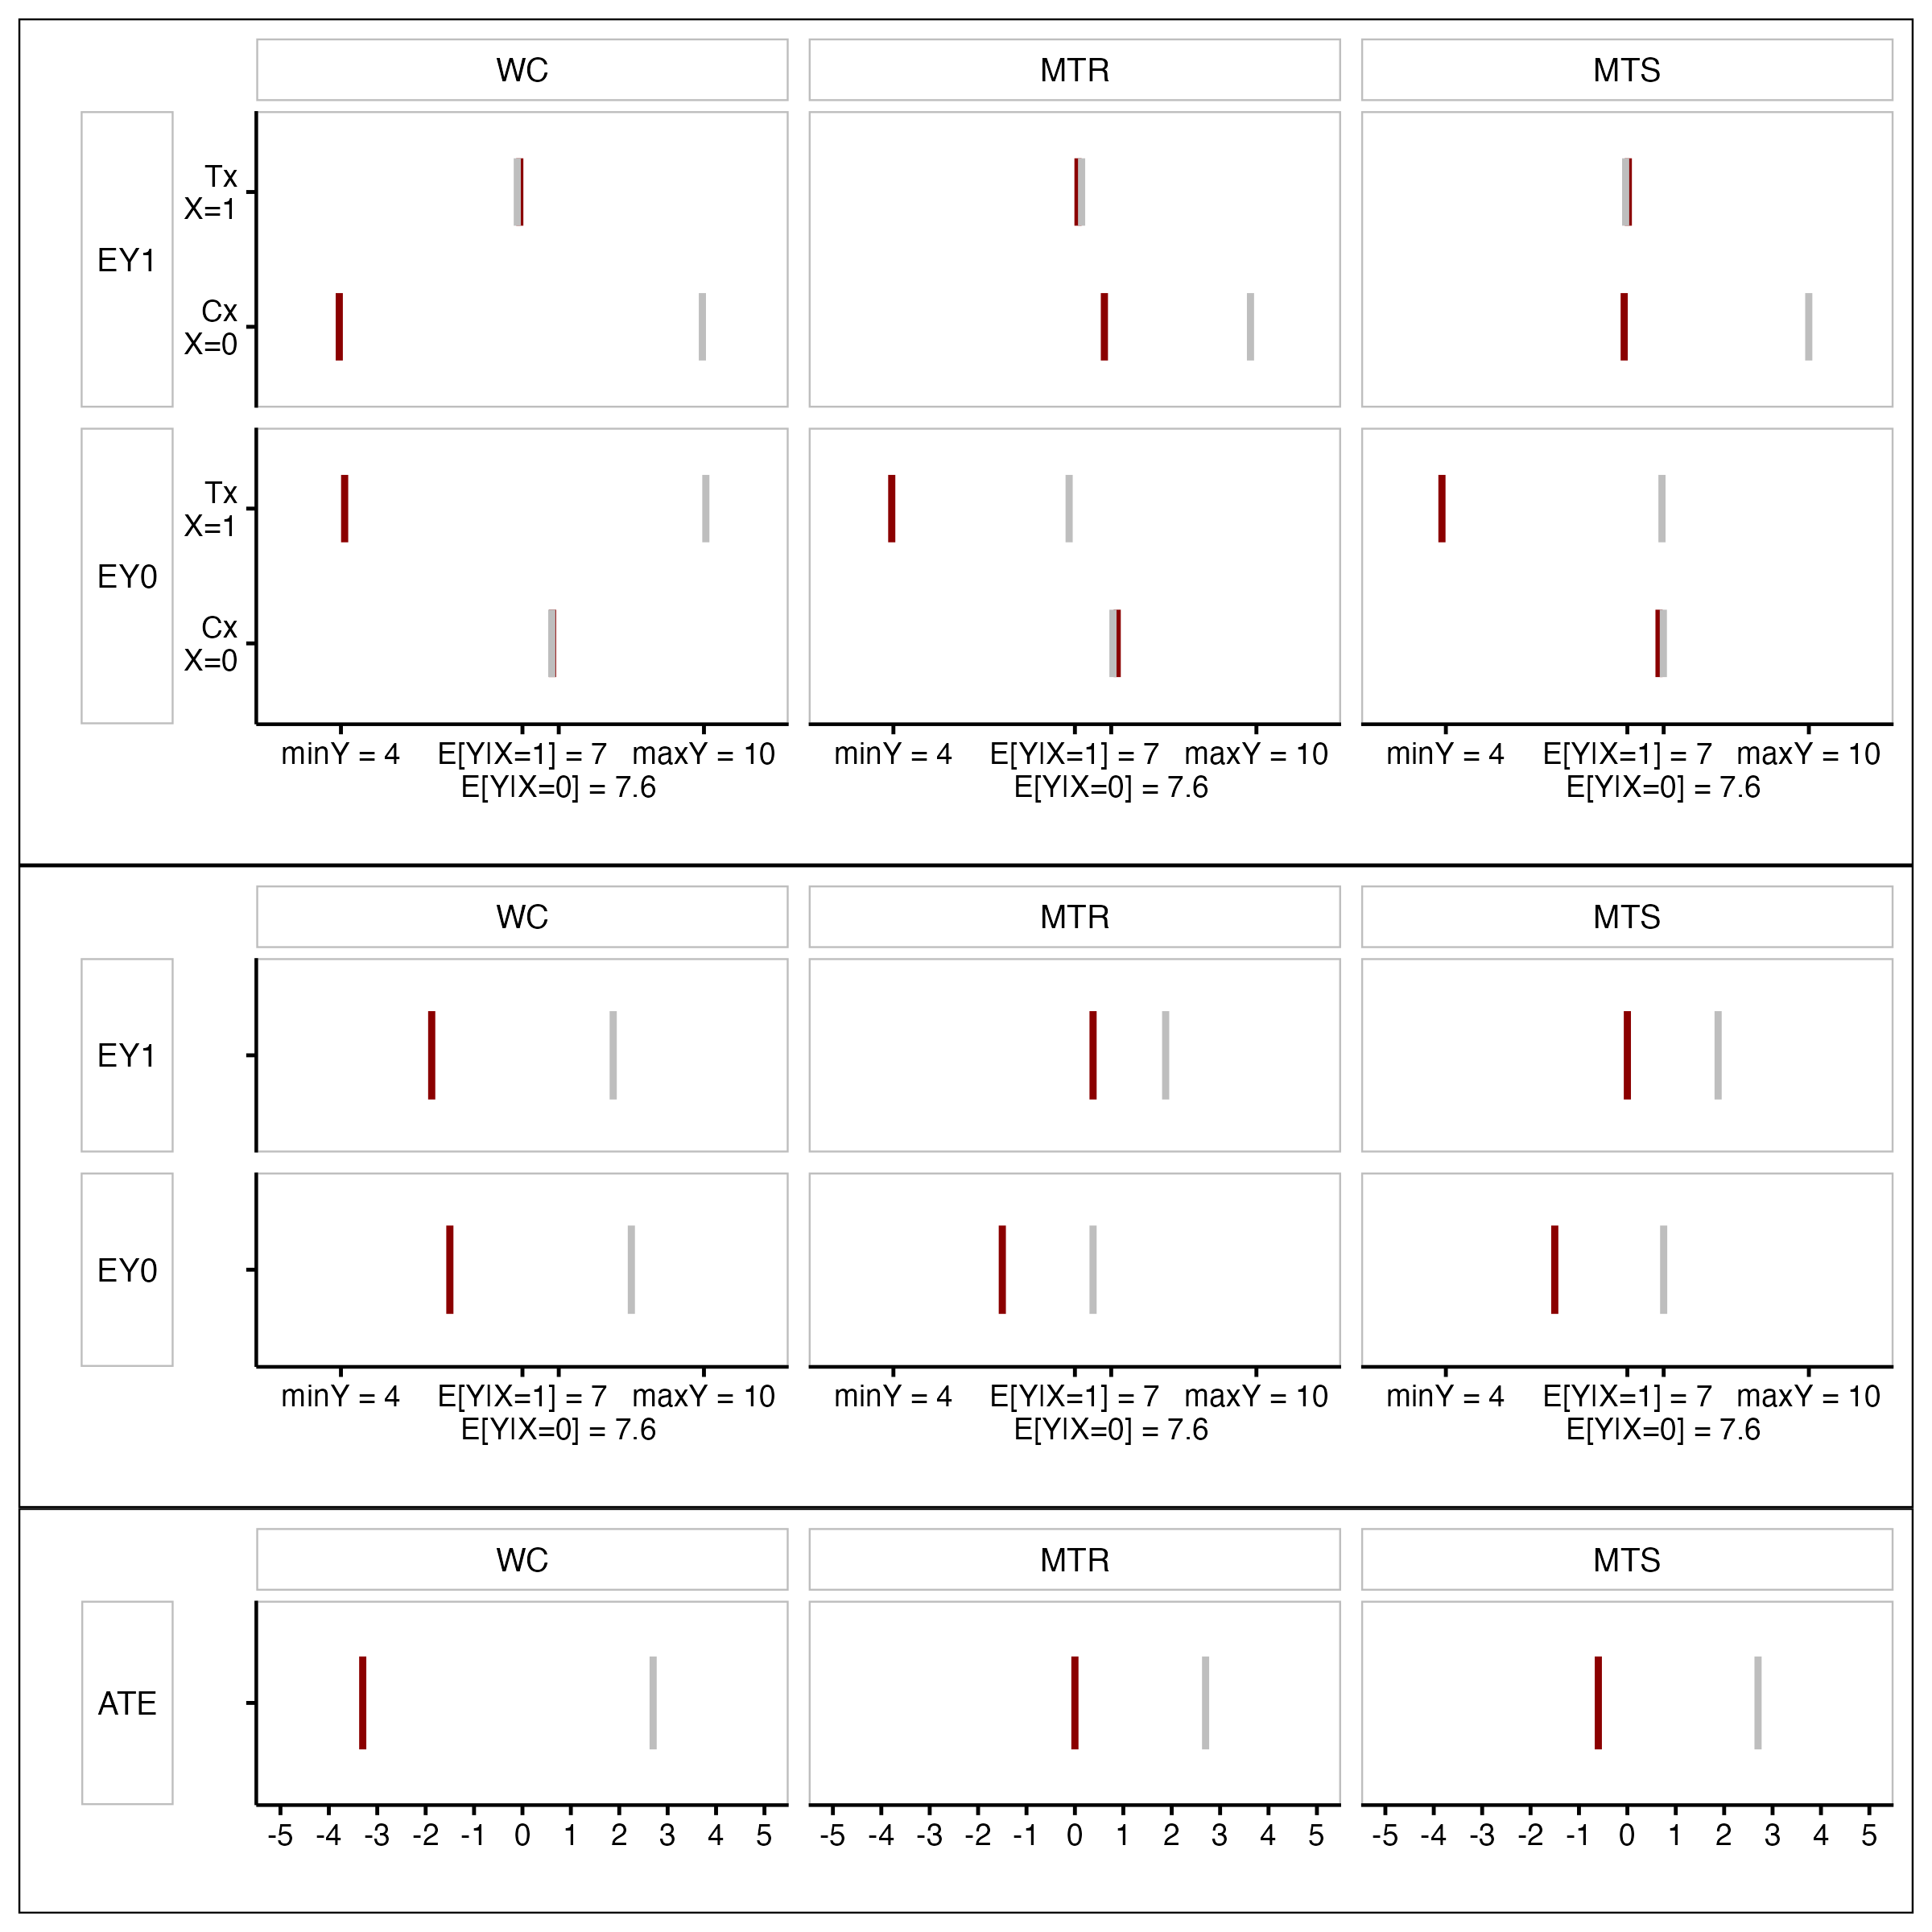 WC MTR MTS
EY1
Tx
X=1
Cx
X=0
EY0
Tx
X=1
Cx
X=0
minY = 4 E[Y|X=1] = 7 maxY = 10 minY = 4 E[Y|X=1] = 7 maxY = 10 minY = 4 E[Y|X=1] = 7 maxY = 10
E[Y|X=0] = 7.6 E[Y|X=0] = 7.6 E[Y|X=0] = 7.6
WC MTR MTS
EY1
EY0
minY = 4 E[Y|X=1] = 7 maxY = 10 minY = 4 E[Y|X=1] = 7 maxY = 10 minY = 4 E[Y|X=1] = 7 maxY = 10
E[Y|X=0] = 7.6 E[Y|X=0] = 7.6 E[Y|X=0] = 7.6
WC MTR MTS
ATE
-5 -4 -3 -2 -1 0 1 2 3 4 5 -5 -4 -3 -2 -1 0 1 2 3 4 5 -5 -4 -3 -2 -1 0 1 2 3 4 5